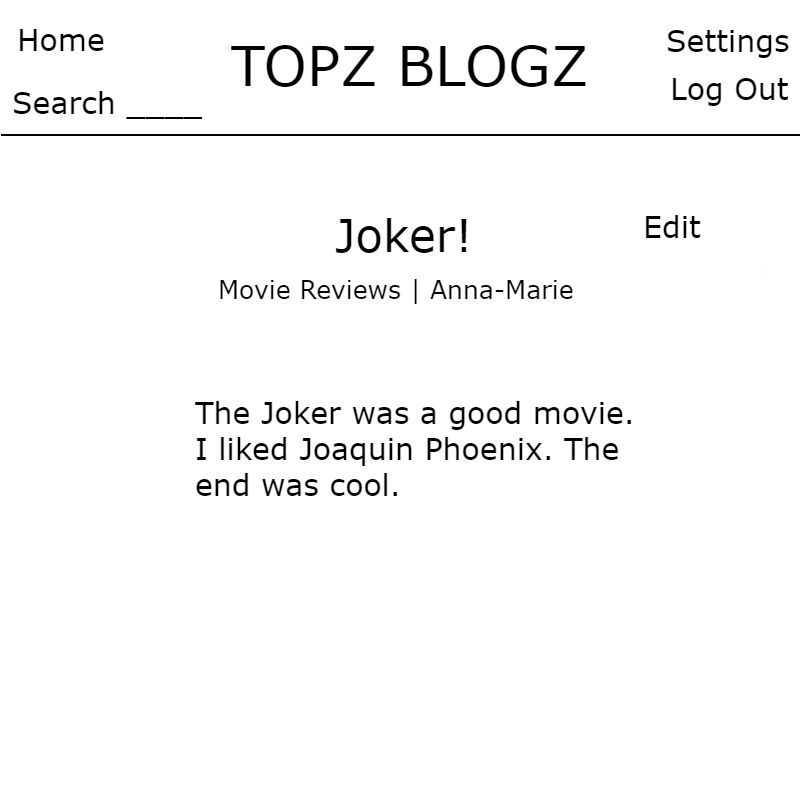 Home
TOPZ BLOGZ
Settings
Log Out
Search ____
Joker!
Edit
Movie Reviews | Anna-Marie
The Joker was a good movie.
I liked Joaquin Phoenix. The
end was cool.